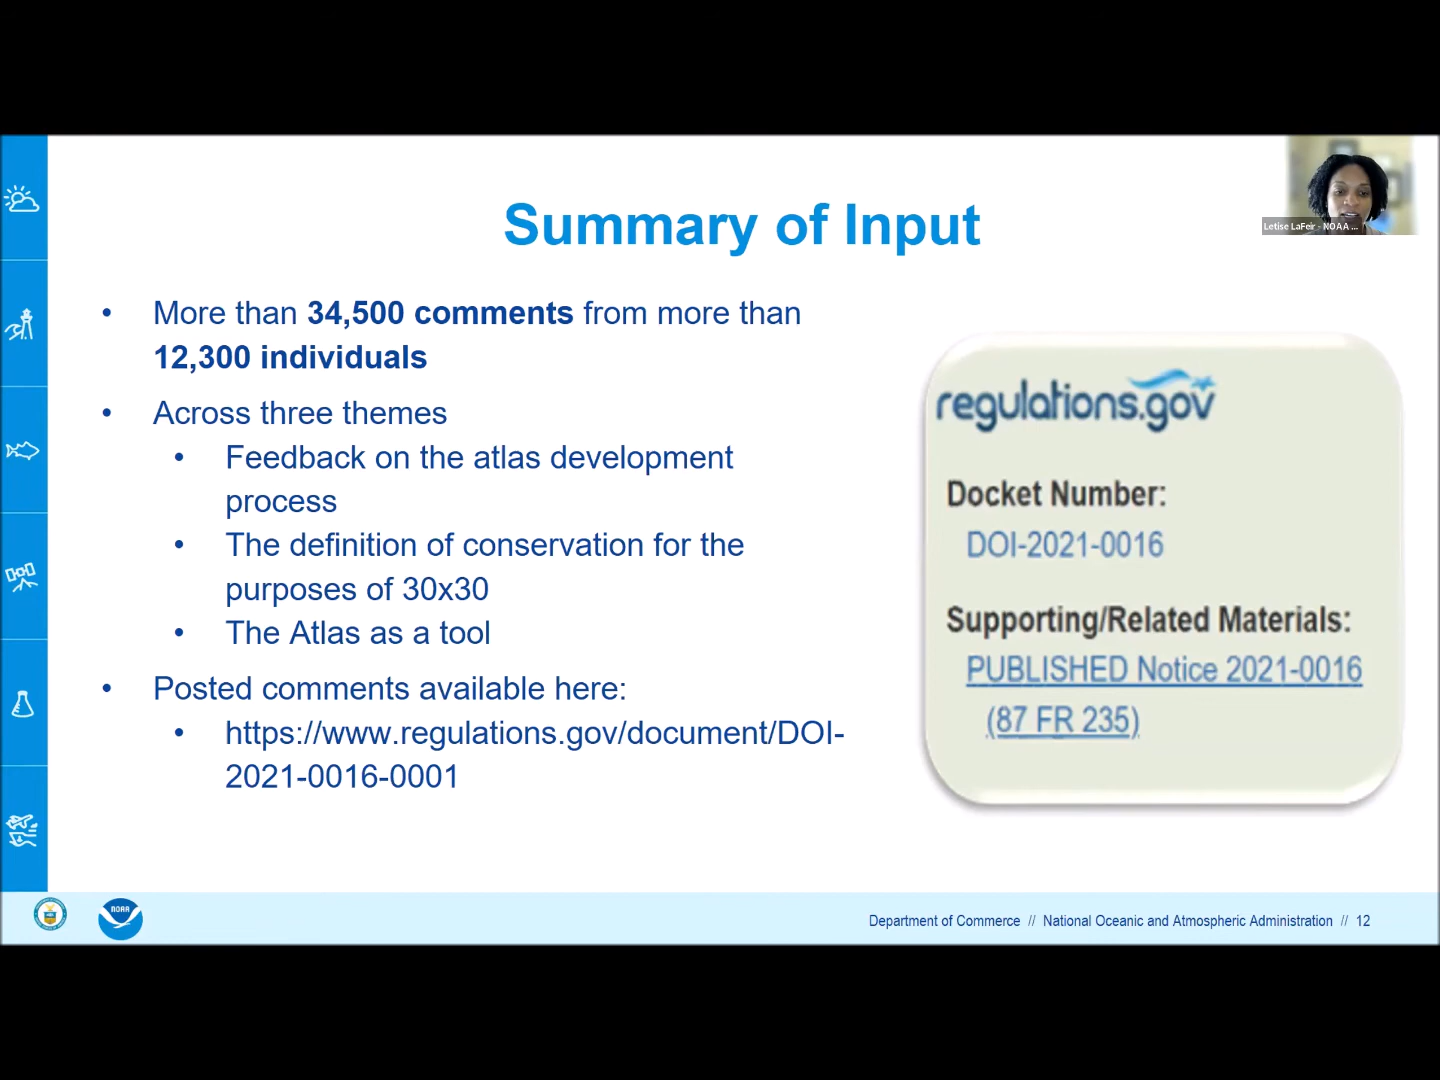 Summary of Input
Letise LaFeir - NOAA ...
• More than 34,500 comments from more than
12,300 individuals
• Across three themes
• Feedback on the atlas development
process
• The definition of conservation for the
purposes of 30x30
• The Atlas as a tool
• Posted comments available here:
• https://www.regulations.gov/document/DOI-
2021-0016-0001
regulations.gov
Docket Number:
DOI-2021-0016
Supporting/Related Materials:
PUBLISHED Notice 2021-0016
(87 FR 235)
NOAA
Department of Commerce // National Oceanic and Atmospheric Administration // 12